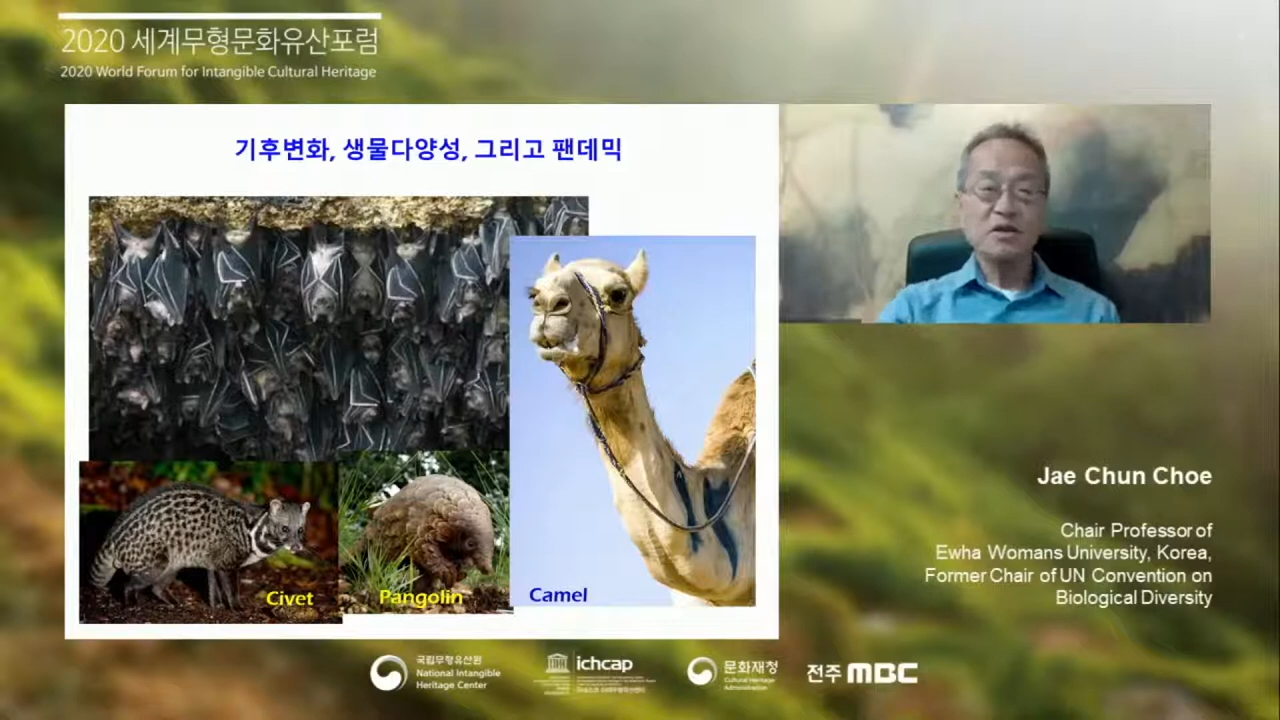 2020 세계무형문화유산포럼
2020 World Forum for Intangible Cultural Heritage
기후변화, 생물다양성, 그리고 팬데믹
Civet
Pangolin
Camel
Jae Chun Choe
Chair Professor of
Ewha Womans University, Korea,
Former Chair of UN Convention on
Biological Diversity
국립무형유산원
National Intangible
Heritage Center
ichcap
문화재청
Cultural Heritage
Administration
전주 MBC